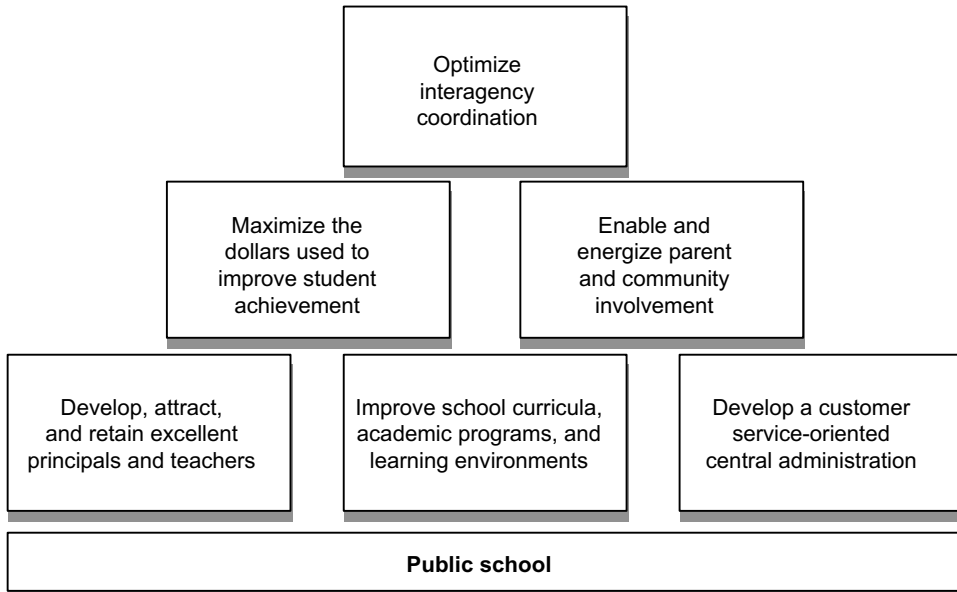 Optimize
interagency
coordination
Maximize the
dollars used to
improve student
achievement
Enable and
energize parent
and community
involvement
Develop, attract,
and retain excellent
principals and teachers
Improve school curricula,
academic programs, and
learning environments
Develop a customer
service-oriented
central administration
Public school